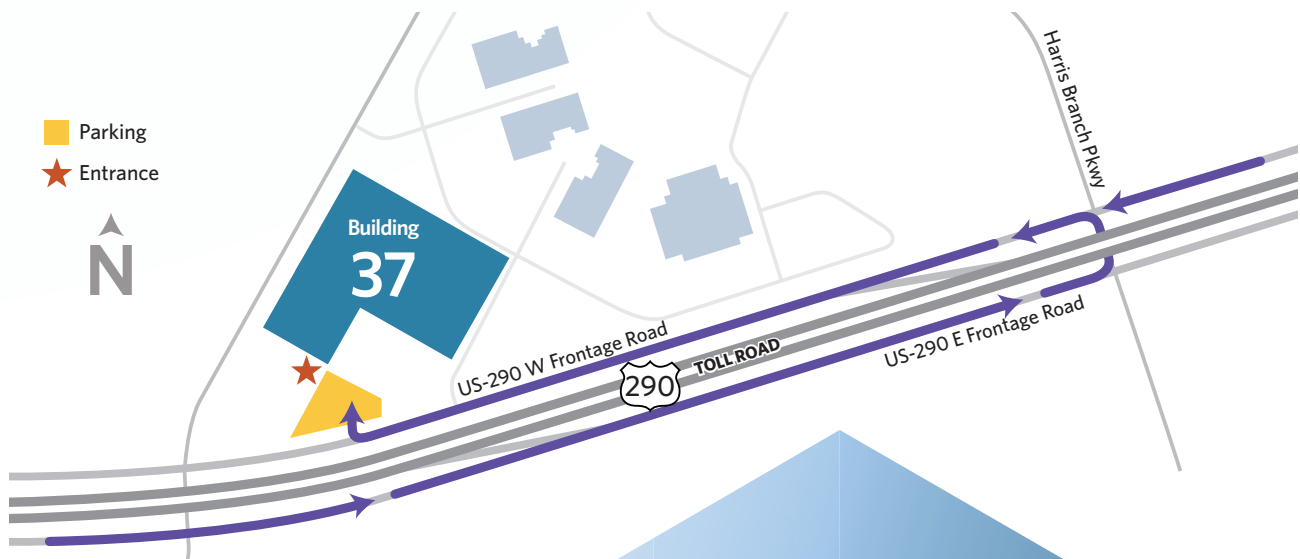 Parking
Entrance
N
Building
37
Harris Branch Pkwy
US-290 W Frontage Road
290
TOLL ROAD
US-290 E Frontage Road